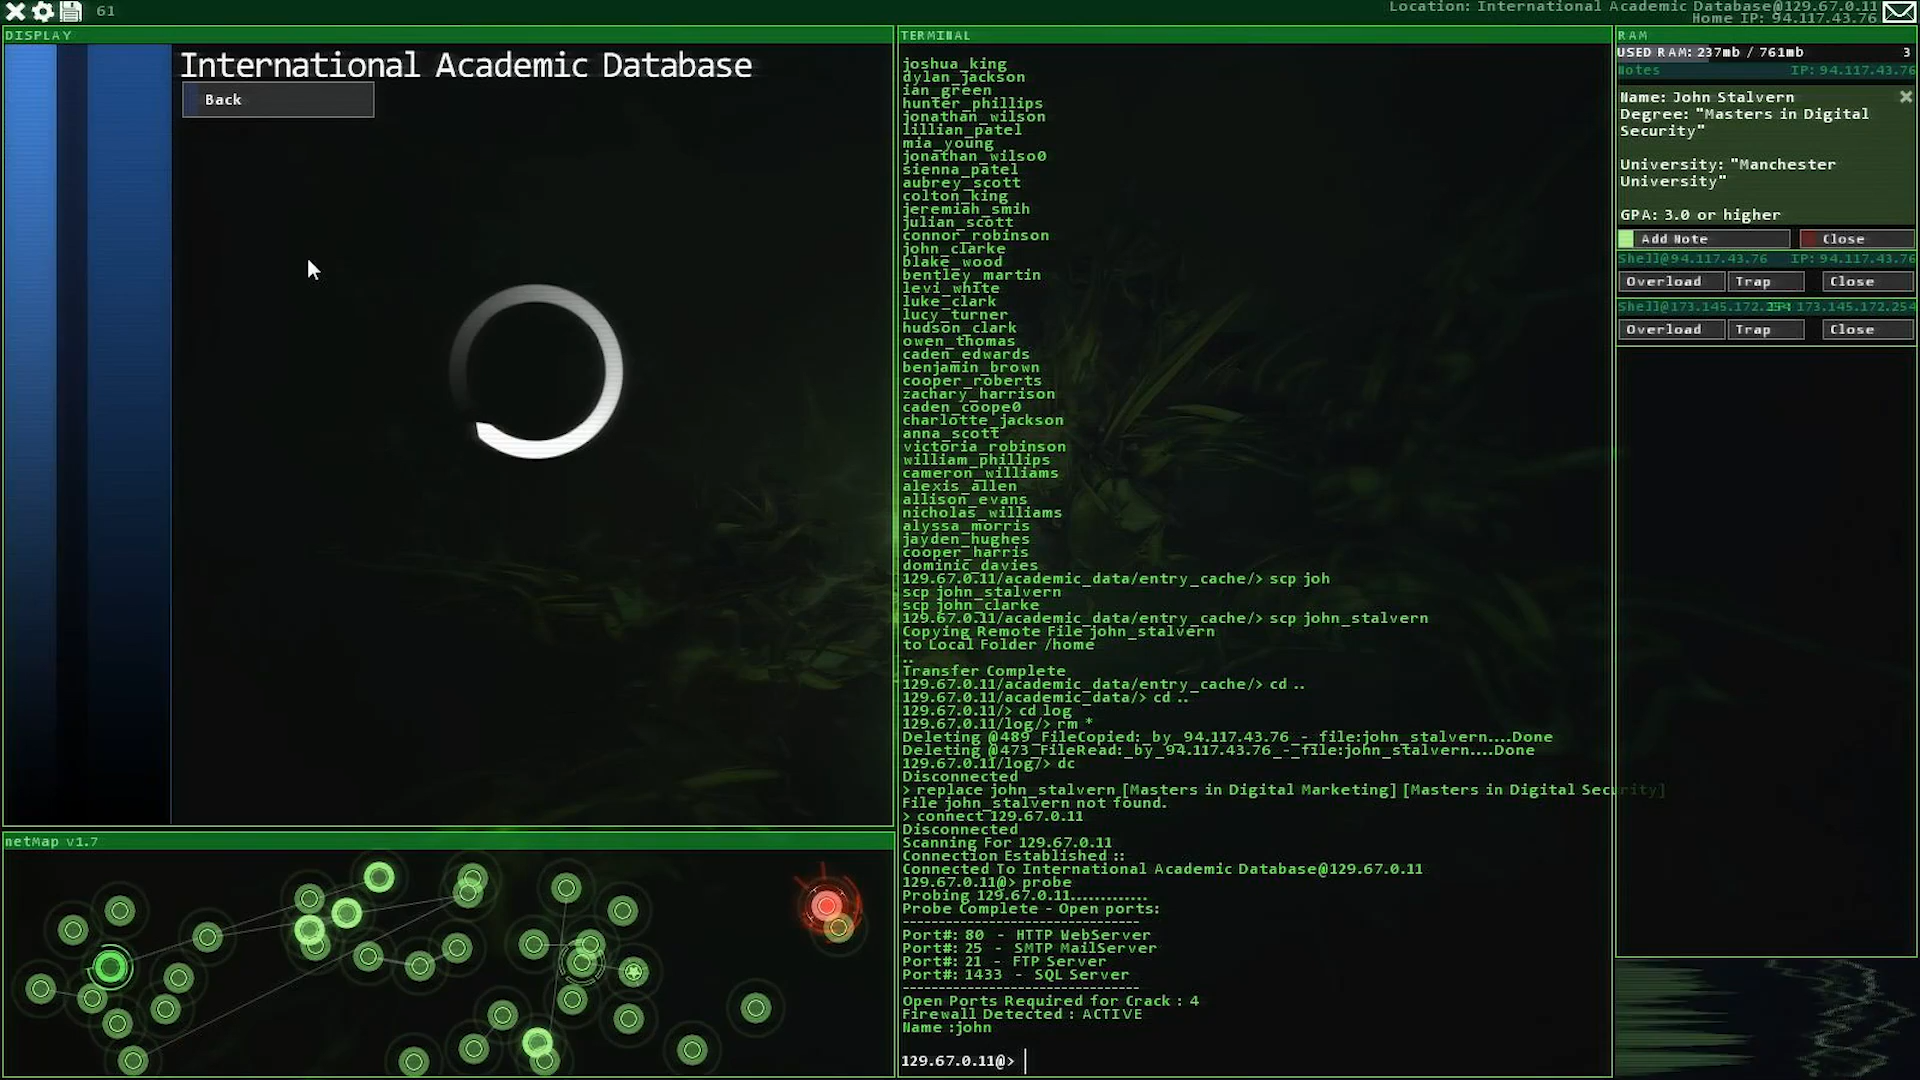 61
Location: International Academic Database@129.67.0.11
Home IP: 94.117.43.76
DISPLAY
International Academic Database
Back
netMap v1.7
TERMINAL
joshua_king
dylan_jackson
ian_green
hunter_phillips
jonathan_wilson
lillian_patel
mia_young
jonathan_wilso0
sienna_patel
aubrey_scott
colton_king
jeremiah_smih
julian_scott
connor_robinson
john_clarke
blake_wood
bentley_martin
levi_white
luke_clark
lucy_turner
hudson_clark
owen_thomas
caden_edwards
benjamin_brown
cooper_roberts
zachary_harrison
caden_coope0
charlotte_jackson
anna_scott
victoria_robinson
william_phillips
cameron_williams
alexis_allen
allison_evans
nicholas_williams
alyssa_morris
jayden_hughes
cooper_harris
dominic_davies
129.67.0.11/academic_data/entry_cache/> scp joh
scp john_stalvern
scp john_clarke
129.67.0.11/academic_data/entry_cache/> scp john_stalvern
Copying Remote File john_stalvern
to Local Folder /home
..
Transfer Complete
129.67.0.11/academic_data/entry_cache/> cd ..
129.67.0.11/academic_data/> cd ..
129.67.0.11/> cd log
129.67.0.11/log/> rm *
Deleting @489_FileCopied:_by_94.117.43.76_-_file:john_stalvern....Done
Deleting @473_FileRead:_by_94.117.43.76_-_file:john_stalvern....Done
129.67.0.11/log/> dc
Disconnected
> replace john_stalvern [Masters in Digital Marketing] [Masters in Digital Security]
File john_stalvern not found.
> connect 129.67.0.11
Disconnected
Scanning For 129.67.0.11
Connection Established ::
Connected To International Academic Database@129.67.0.11
129.67.0.11@> probe
Probing 129.67.0.11.............
Probe Complete - Open ports:
---------------------------------
Port#: 80 - HTTP WebServer
Port#: 25 - SMTP MailServer
Port#: 21 - FTP Server
Port#: 1433 - SQL Server
---------------------------------
Open Ports Required for Crack : 4
Firewall Detected : ACTIVE
Name :john
129.67.0.11@>
RAM
USED RAM: 237mb / 761mb 3
Notes IP: 94.117.43.76
Name: John Stalvern
Degree: "Masters in Digital
Security"
University: "Manchester
University"
GPA: 3.0 or higher
Add Note Close
Shell@94.117.43.76 IP: 94.117.43.76
Overload Trap Close
Shell@173.145.172.254 IP: 173.145.172.254
Overload Trap Close